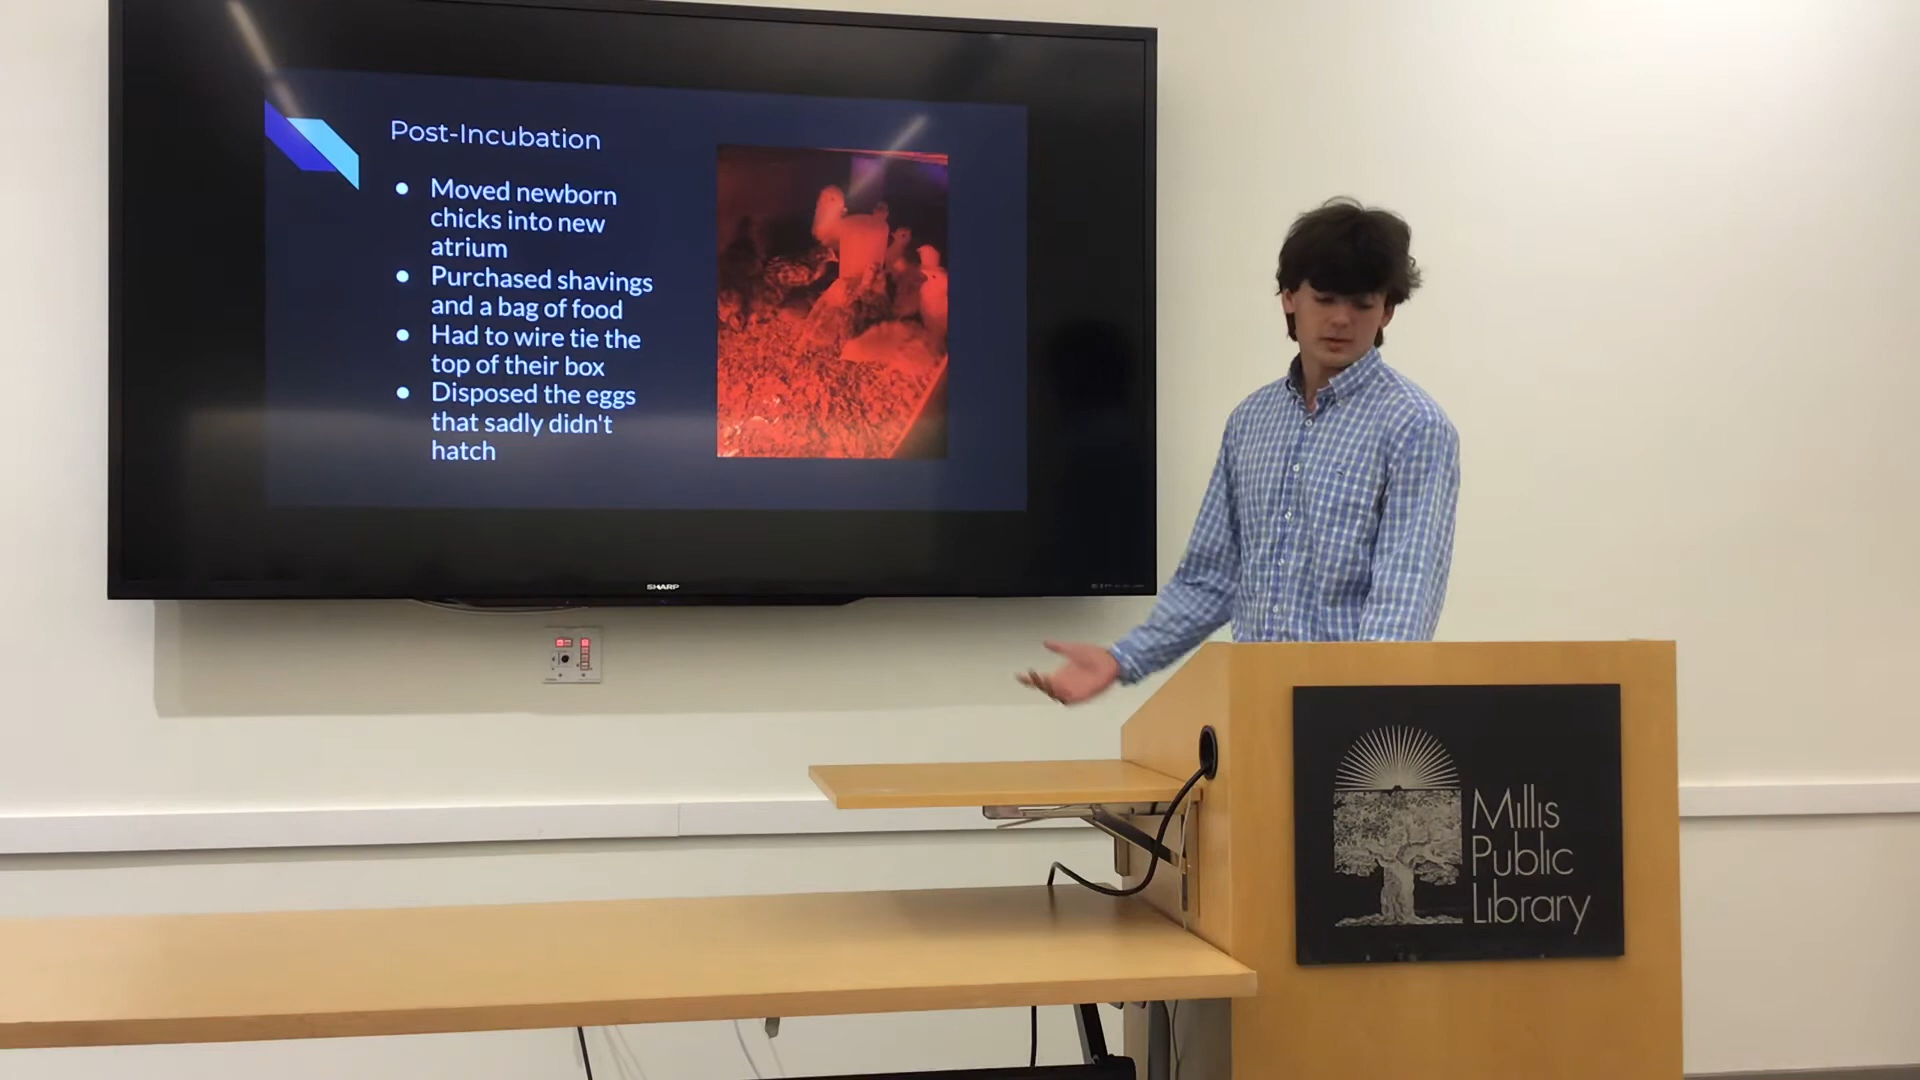 Post-Incubation
● Moved newborn
chicks into new
atrium
● Purchased shavings
and a bag of food
● Had to wire tie the
top of their box
● Disposed the eggs
that sadly didn't
hatch
SHARP
Millis
Public
Library